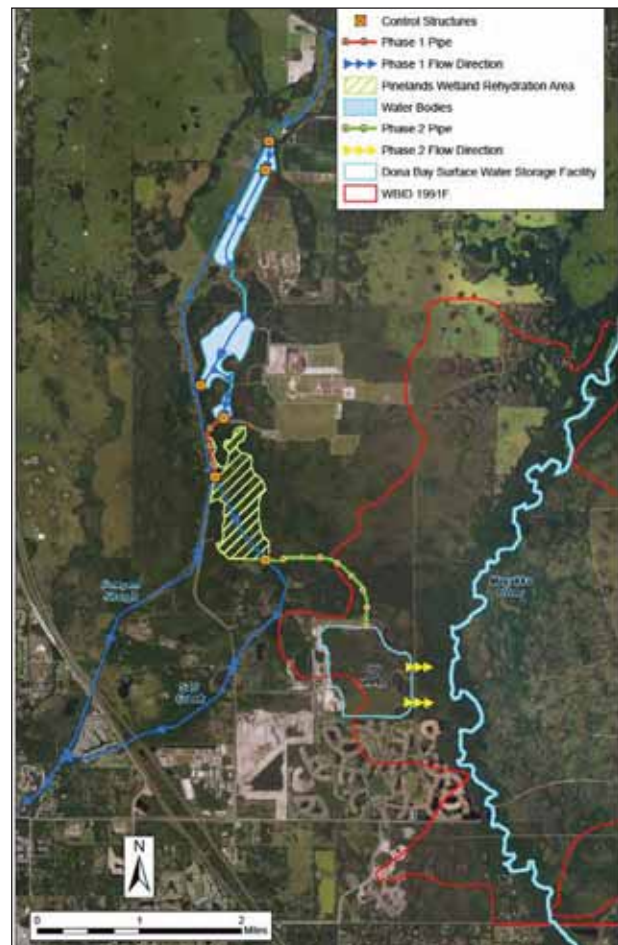 Control Structures
Phase 1 Pipe
Phase 1 Flow Direction
Pinelands Wetland Rehydration Area
Water Bodies
Phase 2 Pipe
Phase 2 Flow Direction
Dona Bay Surface Water Storage Facility
WBID 1991F
N
0
1
2
Miles